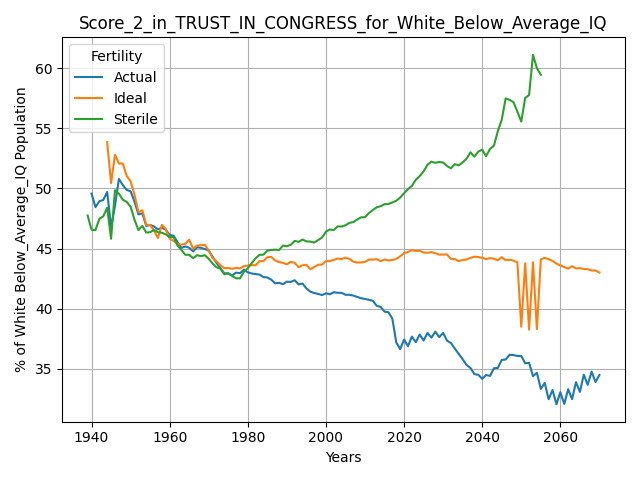 Score_2_in_TRUST_IN_CONGRESS_for_White_Below_Average_IQ
Fertility
Actual
Ideal
Sterile
% of White Below_Average_IQ Population
60
55
50
45
40
35
1940
1960
1980
2000
2020
2040
2060
Years